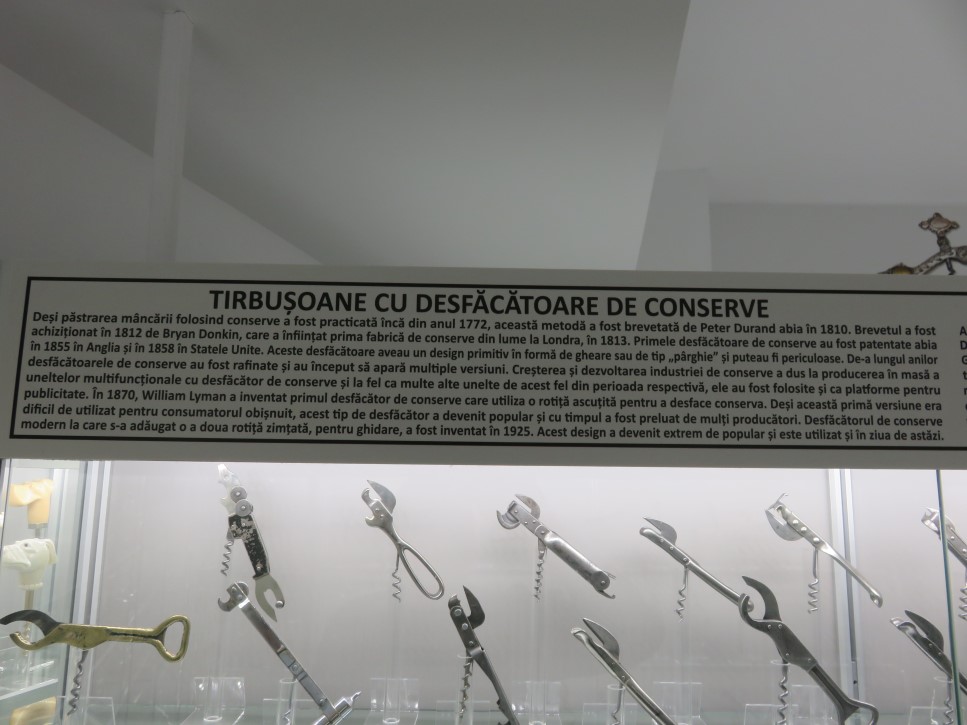 TIRBUȘOANE CU DESFĂCĂTOARE DE CONSERVE
Deși păstrarea mâncării folosind conserve a fost practicată încă din anul 1772, această metodă a fost brevetată de Peter Durand abia în 1810. Brevetul a fost
achiziționat în 1812 de Bryan Donkin, care a înființat prima fabrică de conserve din lume la Londra, în 1813. Primele desfăcătoare de conserve au fost patentate abia
în 1855 în Anglia și în 1858 în Statele Unite. Aceste desfăcătoare aveau un design primitiv în formă de gheare sau de tip „pârghie” și puteau fi periculoase. De-a lungul anilor
desfăcătoarele de conserve au fost rafinate și au început să apară multiple versiuni. Creșterea și dezvoltarea industriei de conserve a dus la producerea în masă a
uneltelor multifuncționale cu desfăcător de conserve și la fel ca multe alte unelte de acest fel din perioada respectivă, ele au fost folosite și ca platforme pentru
publicitate. În 1870, William Lyman a inventat primul desfăcător de conserve care utiliza o rotiță ascuțită pentru a desface conserva. Deși această primă versiune era
dificil de utilizat pentru consumatorul obișnuit, acest tip de desfăcător a devenit popular și cu timpul a fost preluat de mulți producători. Desfăcătorul de conserve
modern la care s-a adăugat o a doua rotiță zimțată, pentru ghidare, a fost inventat în 1925. Acest design a devenit extrem de popular și este utilizat și în ziua de astăzi.